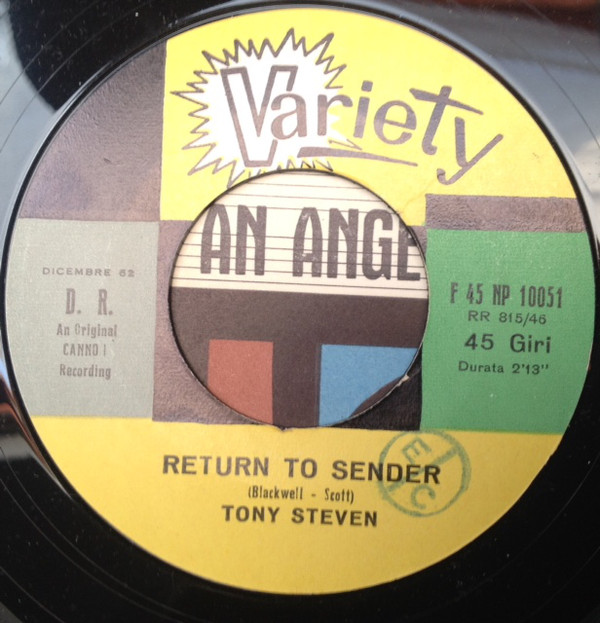 Variety
AN ANGE
DICEMBRE 62
D. R.
An Original
Recording
F 45 NP 10051
RR 815/46
45 Giri
Durata 2'13"
RETURN TO SENDER
(Blackwell - Scott)
TONY STEVEN
E C